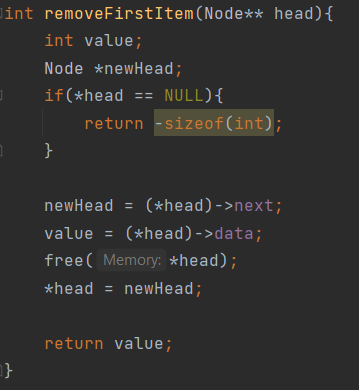 int removeFirstItem(Node** head){
    int value;
    Node *newHead;
    if(*head == NULL){
        return -sizeof(int);
    }
    newHead = (*head)->next;
    value = (*head)->data;
    free( Memory: *head);
    *head = newHead;
    return value;
}